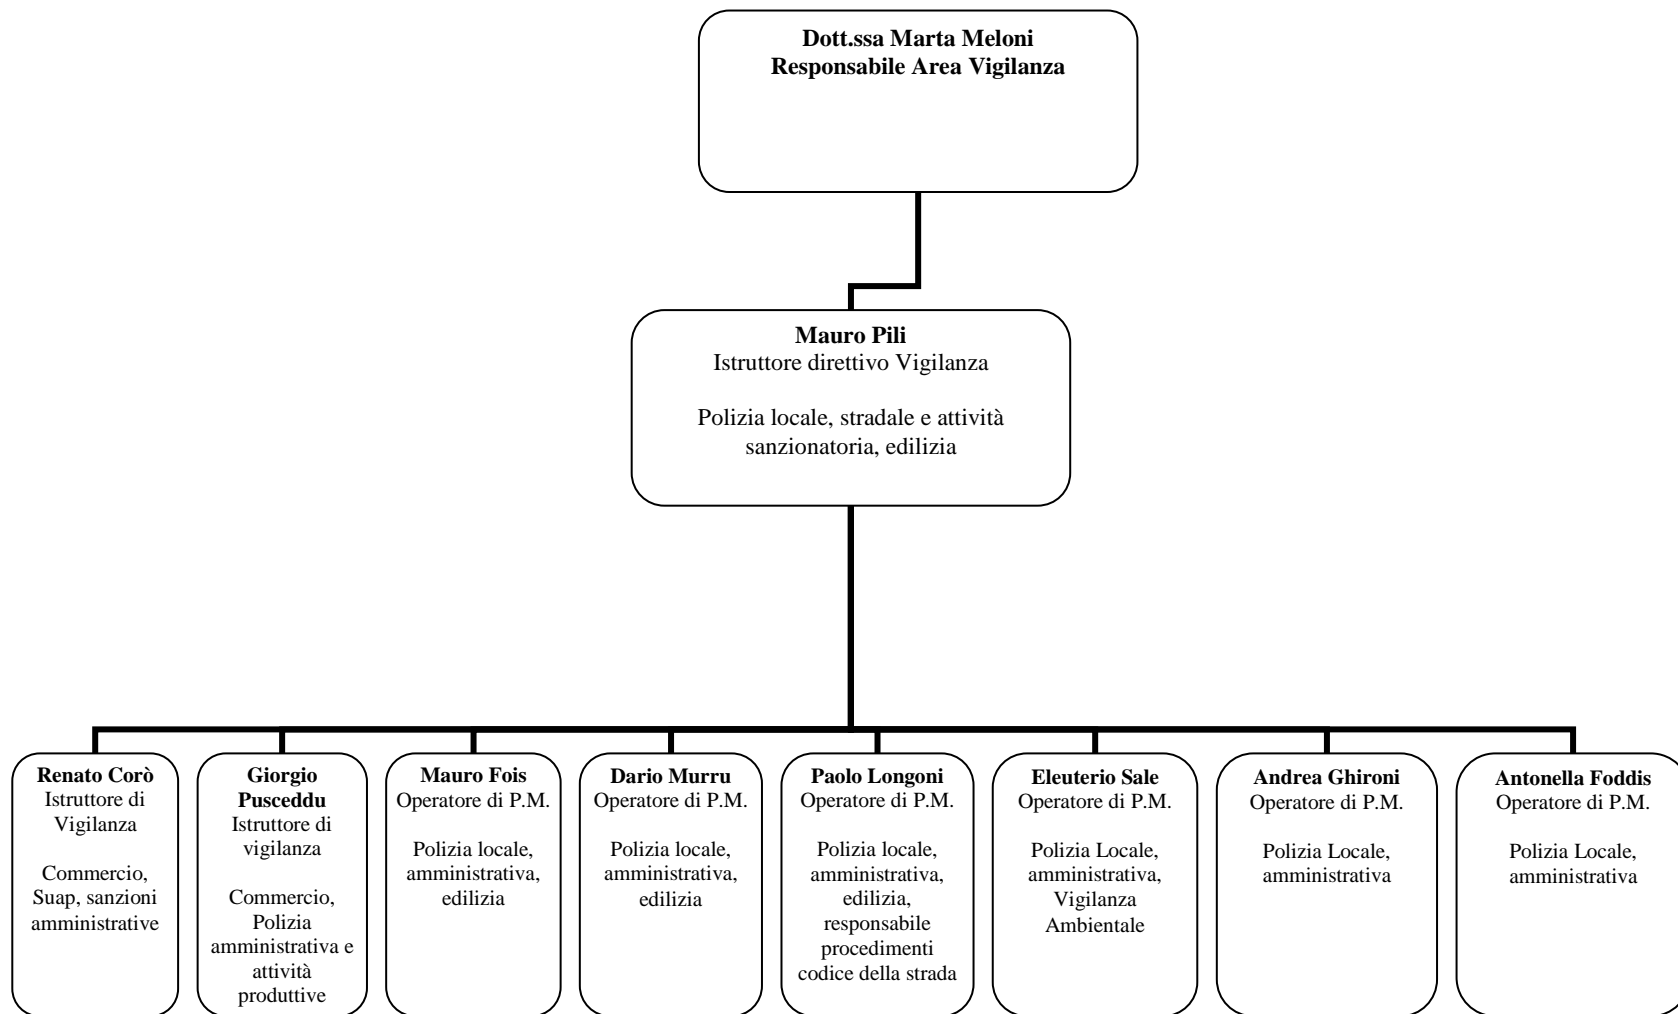 Dott.ssa Marta Meloni
Responsabile Area Vigilanza
Mauro Pili
Istruttore direttivo Vigilanza
Polizia locale, stradale e attività
sanzionatoria, edilizia
Renato Corò
Istruttore di
Vigilanza
Commercio,
Suap, sanzioni
amministrative
Giorgio
Pusceddu
Istruttore di
vigilanza
Commercio,
Polizia
amministrativa e
attività
produttive
Mauro Fois
Operatore di P.M.
Polizia locale,
amministrativa,
edilizia
Dario Murru
Operatore di P.M.
Polizia locale,
amministrativa,
edilizia
Paolo Longoni
Operatore di P.M.
Polizia locale,
amministrativa,
edilizia,
responsabile
procedimenti
codice della strada
Eleuterio Sale
Operatore di P.M.
Polizia Locale,
amministrativa,
Vigilanza
Ambientale
Andrea Ghironi
Operatore di P.M.
Polizia Locale,
amministrativa
Antonella Foddis
Operatore di P.M.
Polizia Locale,
amministrativa